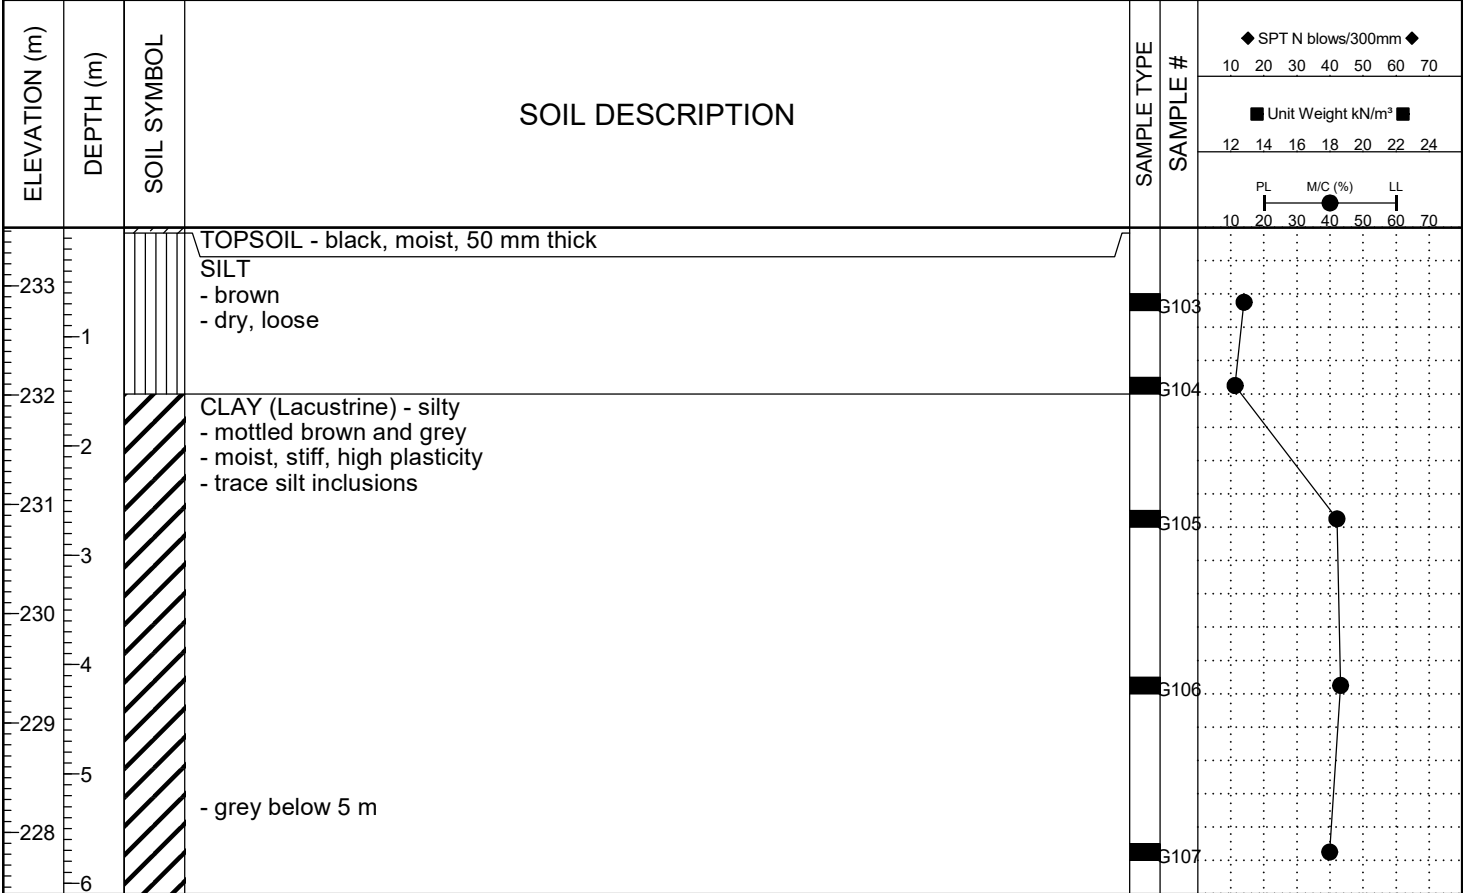 ELEVATION (m)
DEPTH (m)
SOIL SYMBOL
SOIL DESCRIPTION
SAMPLE TYPE
SAMPLE #
◆ SPT N blows/300mm ◆
10 20 30 40 50 60 70
■ Unit Weight kN/m³ ■
12 14 16 18 20 22 24
PL M/C (%) LL
10 20 30 40 50 60 70
TOPSOIL - black, moist, 50 mm thick
SILT
233
- brown
G103
- dry, loose
1
G104
232
CLAY (Lacustrine) - silty
- mottled brown and grey
2
- moist, stiff, high plasticity
- trace silt inclusions
231
G105
3
230
4
G106
229
5
- grey below 5 m
228
G107
6